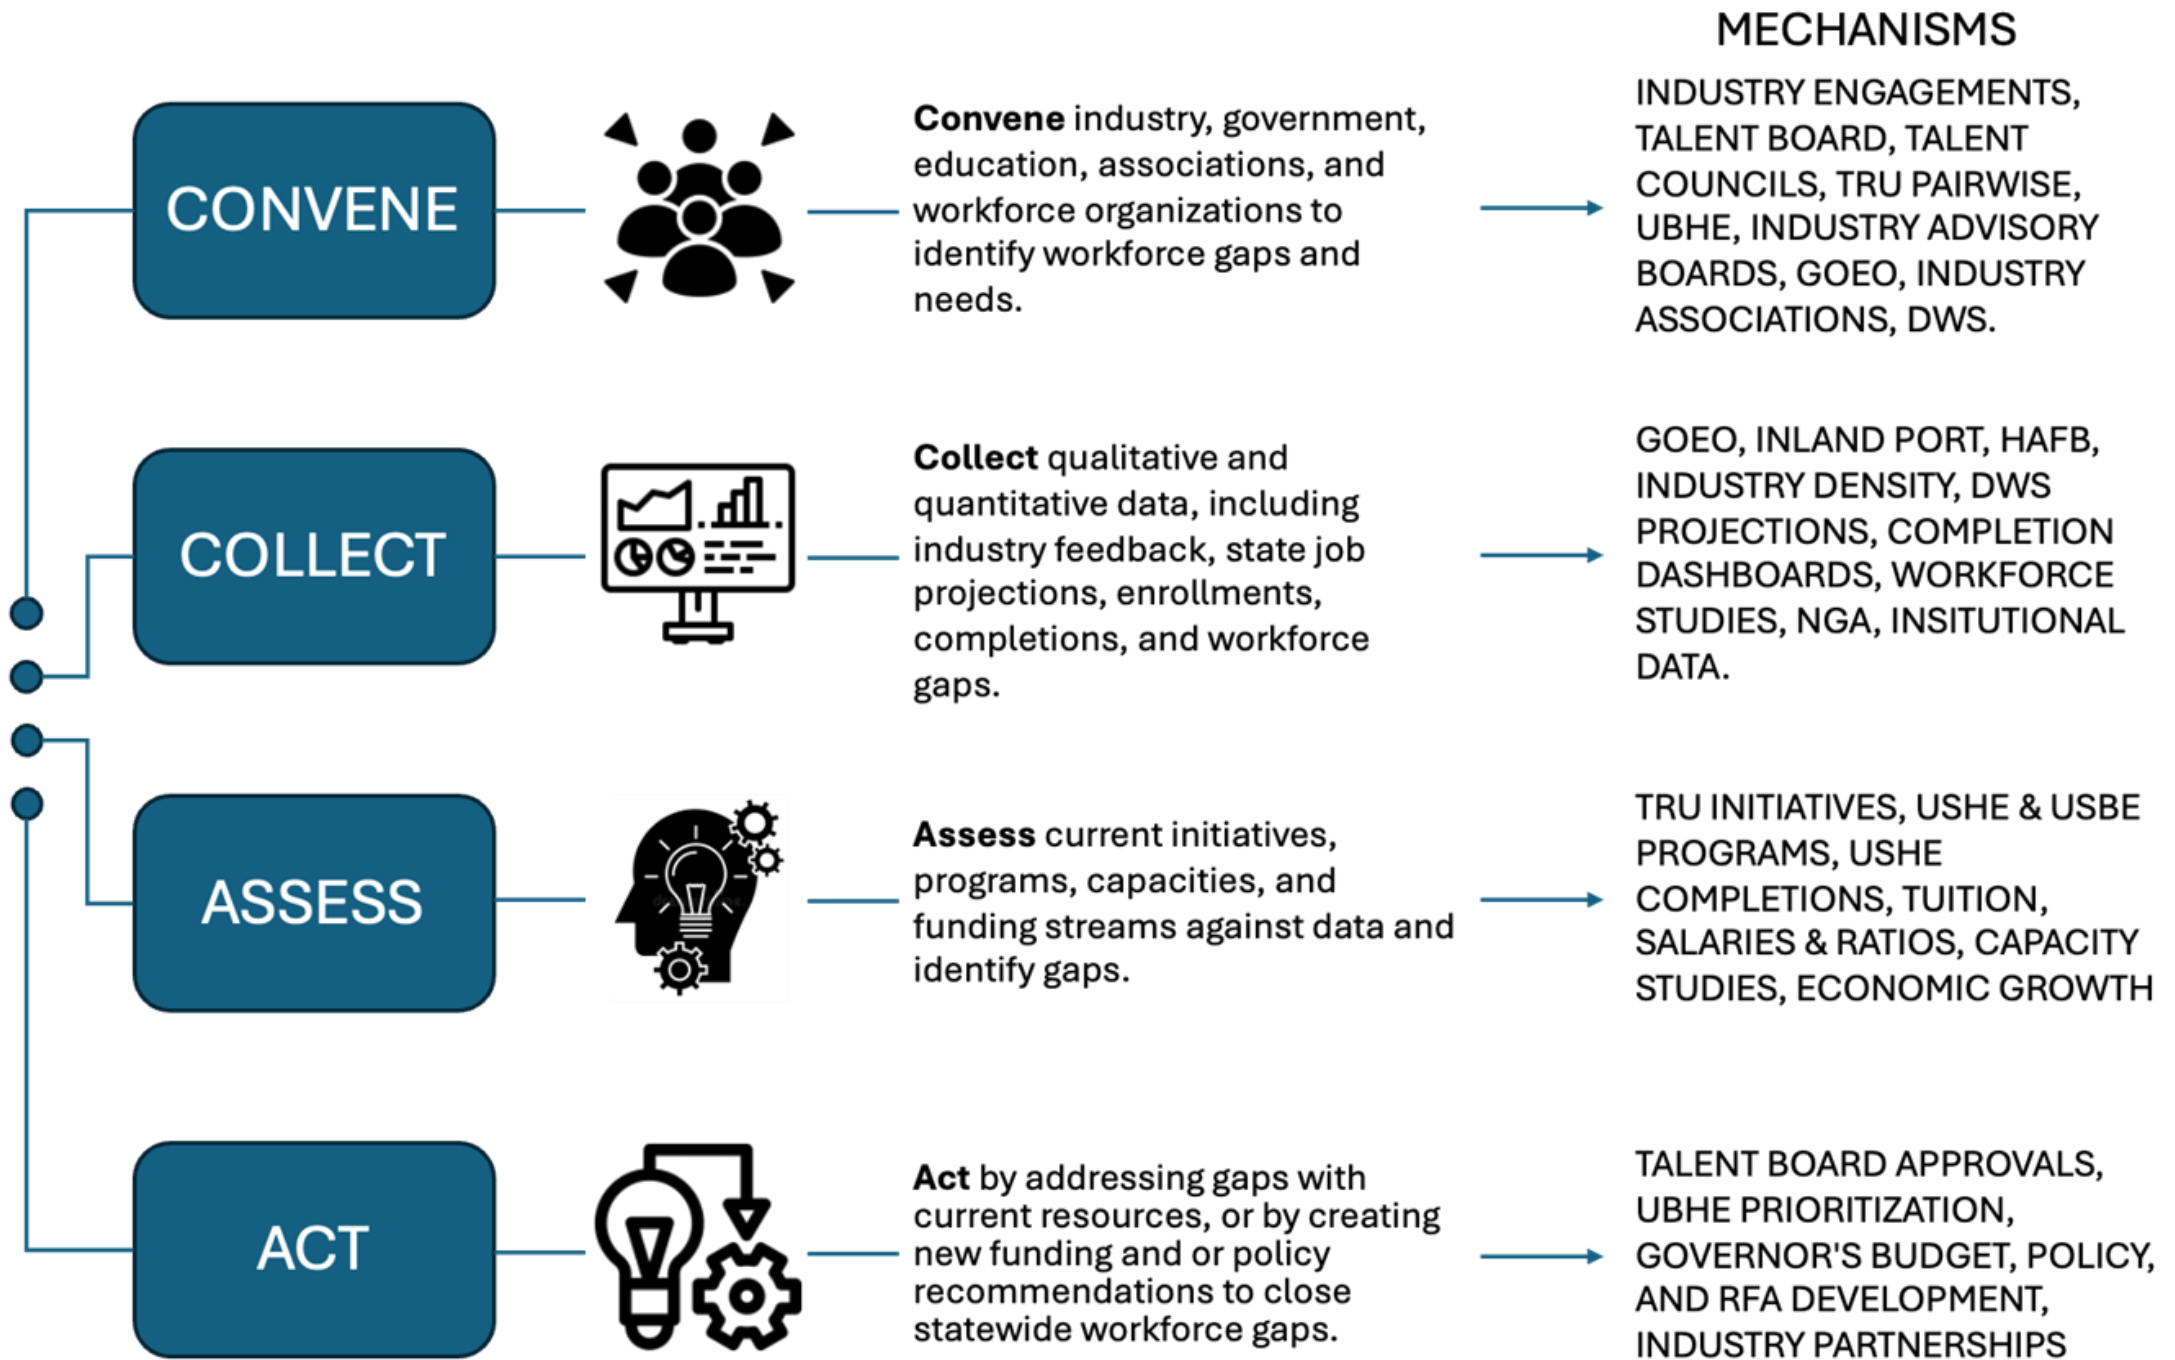 MECHANISMS
CONVENE
Convene industry, government,
education, associations, and
workforce organizations to
identify workforce gaps and
needs.
INDUSTRY ENGAGEMENTS,
TALENT BOARD, TALENT
COUNCILS, TRU PAIRWISE,
UBHE, INDUSTRY ADVISORY
BOARDS, GOEO, INDUSTRY
ASSOCIATIONS, DWS.
COLLECT
Collect qualitative and
quantitative data, including
industry feedback, state job
projections, enrollments,
completions, and workforce
gaps.
GOEO, INLAND PORT, HAFB,
INDUSTRY DENSITY, DWS
PROJECTIONS, COMPLETION
DASHBOARDS, WORKFORCE
STUDIES, NGA, INSITUTIONAL
DATA.
ASSESS
Assess current initiatives,
programs, capacities, and
funding streams against data and
identify gaps.
TRU INITIATIVES, USHE & USBE
PROGRAMS, USHE
COMPLETIONS, TUITION,
SALARIES & RATIOS, CAPACITY
STUDIES, ECONOMIC GROWTH
ACT
Act by addressing gaps with
current resources, or by creating
new funding and or policy
recommendations to close
statewide workforce gaps.
TALENT BOARD APPROVALS,
UBHE PRIORITIZATION,
GOVERNOR'S BUDGET, POLICY,
AND RFA DEVELOPMENT,
INDUSTRY PARTNERSHIPS